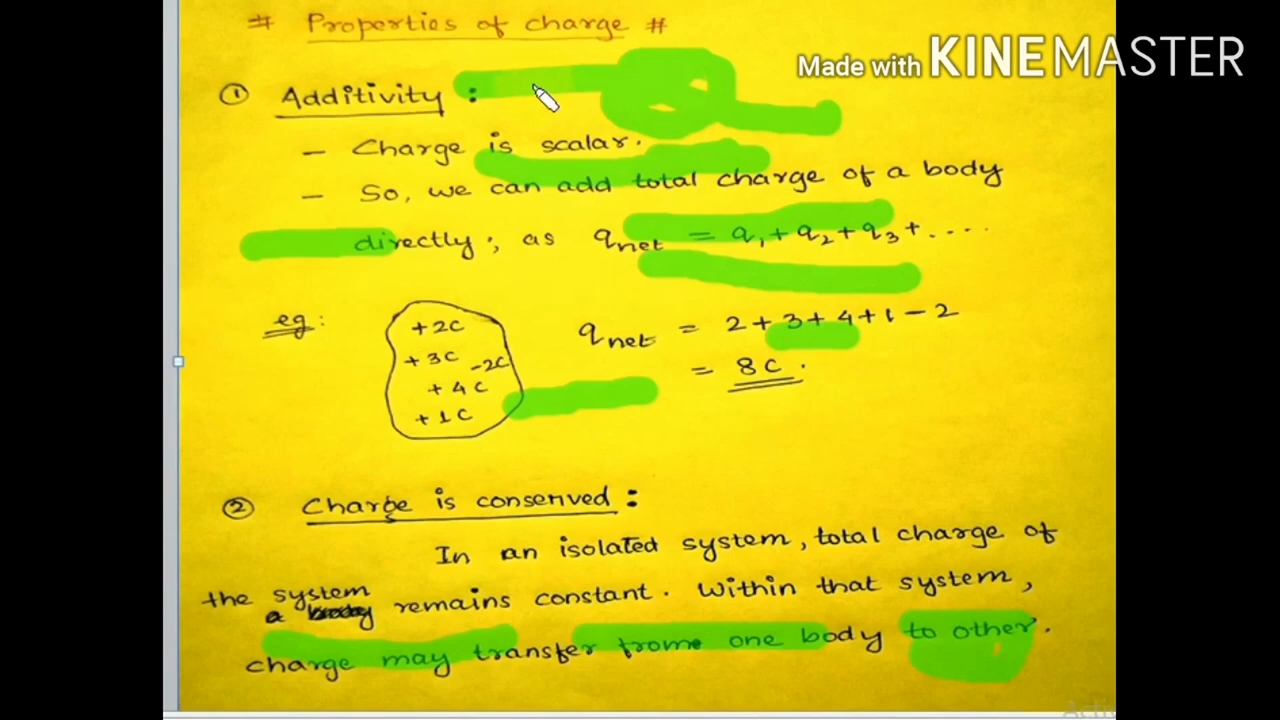 # Properties of charge #
Made with KINEMASTER
① Additivity :
- Charge is scalar.
- So, we can add total charge of a body
directly; as qnet = q1 + q2 + q3 + ....
eg: +2C
+3C -2C
+4C
+1C
qnet = 2+3+4+1-2
= 8C.
② Charge is conserved :
In an isolated system, total charge of
the system remains constant. Within that system,
charge may transfer frome one body to other.